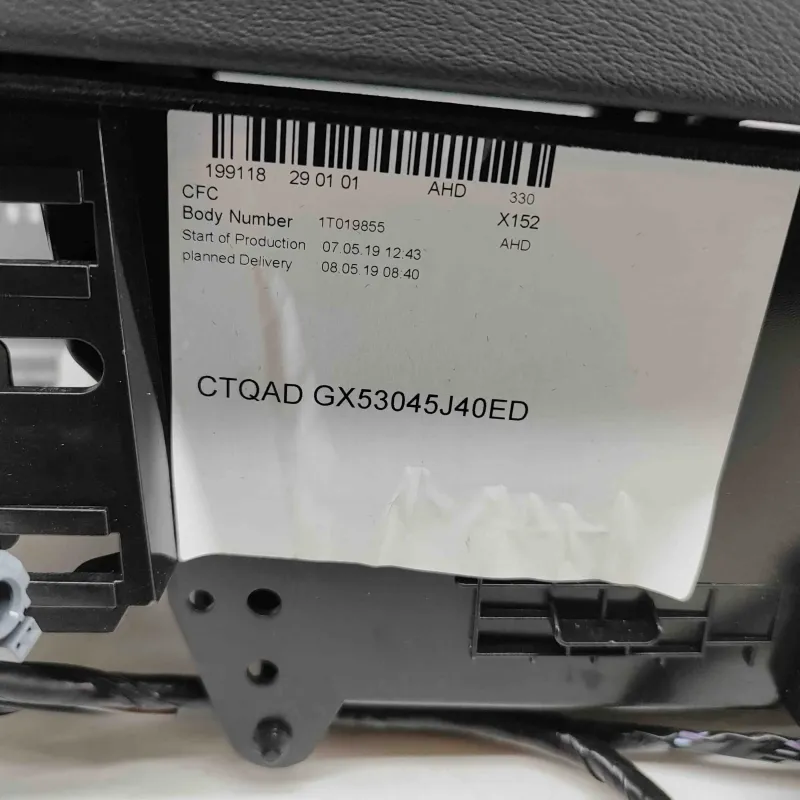 199118 29 01 01 AHD 330
CFC X152
Body Number 1T019855 AHD
Start of Production 07.05.19 12:43
planned Delivery 08.05.19 08:40
CTQAD GX53045J40ED